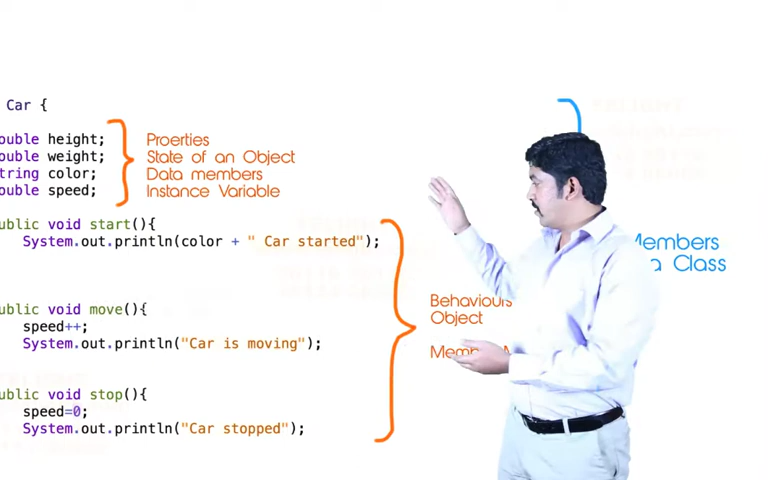 Car {
ouble height;
ouble weight;
tring color;
ouble speed;
Proerties
State of an Object
Data members
Instance Variable
ublic void start(){
System.out.println(color + " Car started");
ublic void move(){
speed++;
System.out.println("Car is moving");
ublic void stop(){
speed=0;
System.out.println("Car stopped");
Behaviours
Object
Members
a Class